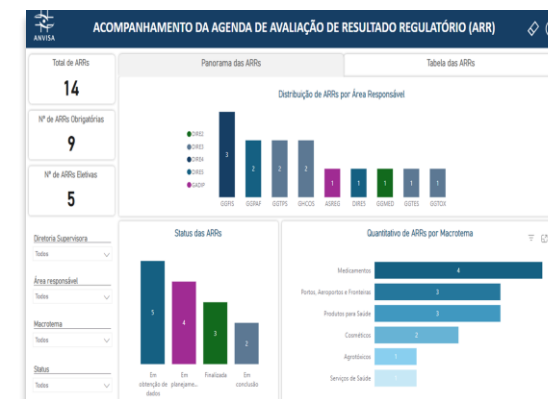 ANVISA
ACOMPANHAMENTO DA AGENDA DE AVALIAÇÃO DE RESULTADO REGULATÓRIO (ARR)
Total de ARRs
14
Nº de ARRs Obrigatórias
9
Nº de ARRs Eletivas
5
Diretoria Supervisora
Todos
Área responsável
Todos
Macrotema
Todos
Status
Todos
Panorama das ARRs
Tabela das ARRs
Distribuição de ARRs por Área Responsável
DIRE2
DIRE3
DIRE4
DIRE5
GADIP
3 2 2 2 1 1 1 1 1
GGFIS GGPAF GGTPS GHCOS ASREG DIRE5 GGMED GGTES GGTOX
Status das ARRs
5 4 3 2
Em obtenção de dados
Em planejame...
Finalizada
Em conclusão
Quantitativo de ARRs por Macrotema
Medicamentos 4
Portos, Aeroportos e Fronteiras 3
Produtos para Saúde 3
Cosméticos 2
Agrotóxicos 1
Serviços de Saúde 1